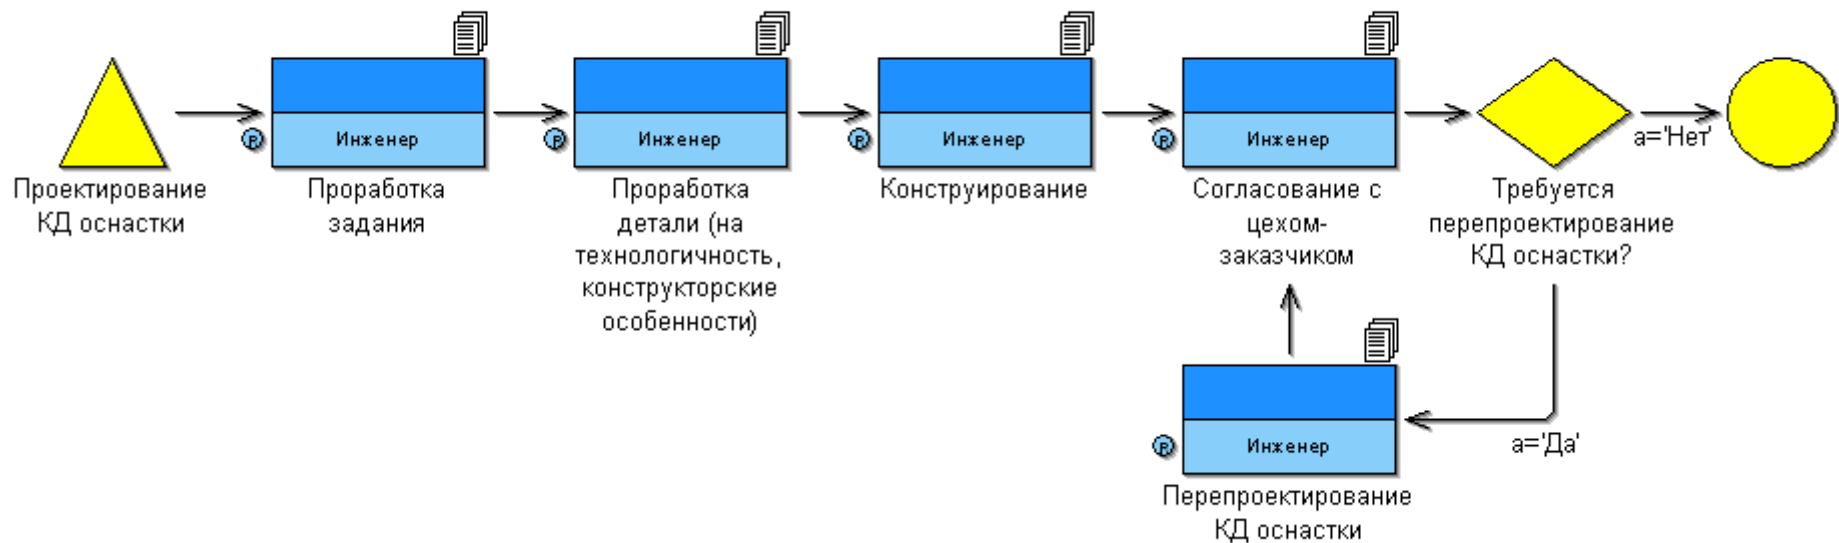 Инженер
Инженер
Инженер
Инженер
a='Нет'
Проектирование
КД оснастки
Проработка
задания
Проработка
детали (на
технологичность,
конструкторские
особенности)
Конструирование
Согласование с
цехом-
заказчиком
Требуется
перепроектирование
КД оснастки?
P
P
P
P
P
Инженер
a='Да'
Перепроектирование
КД оснастки